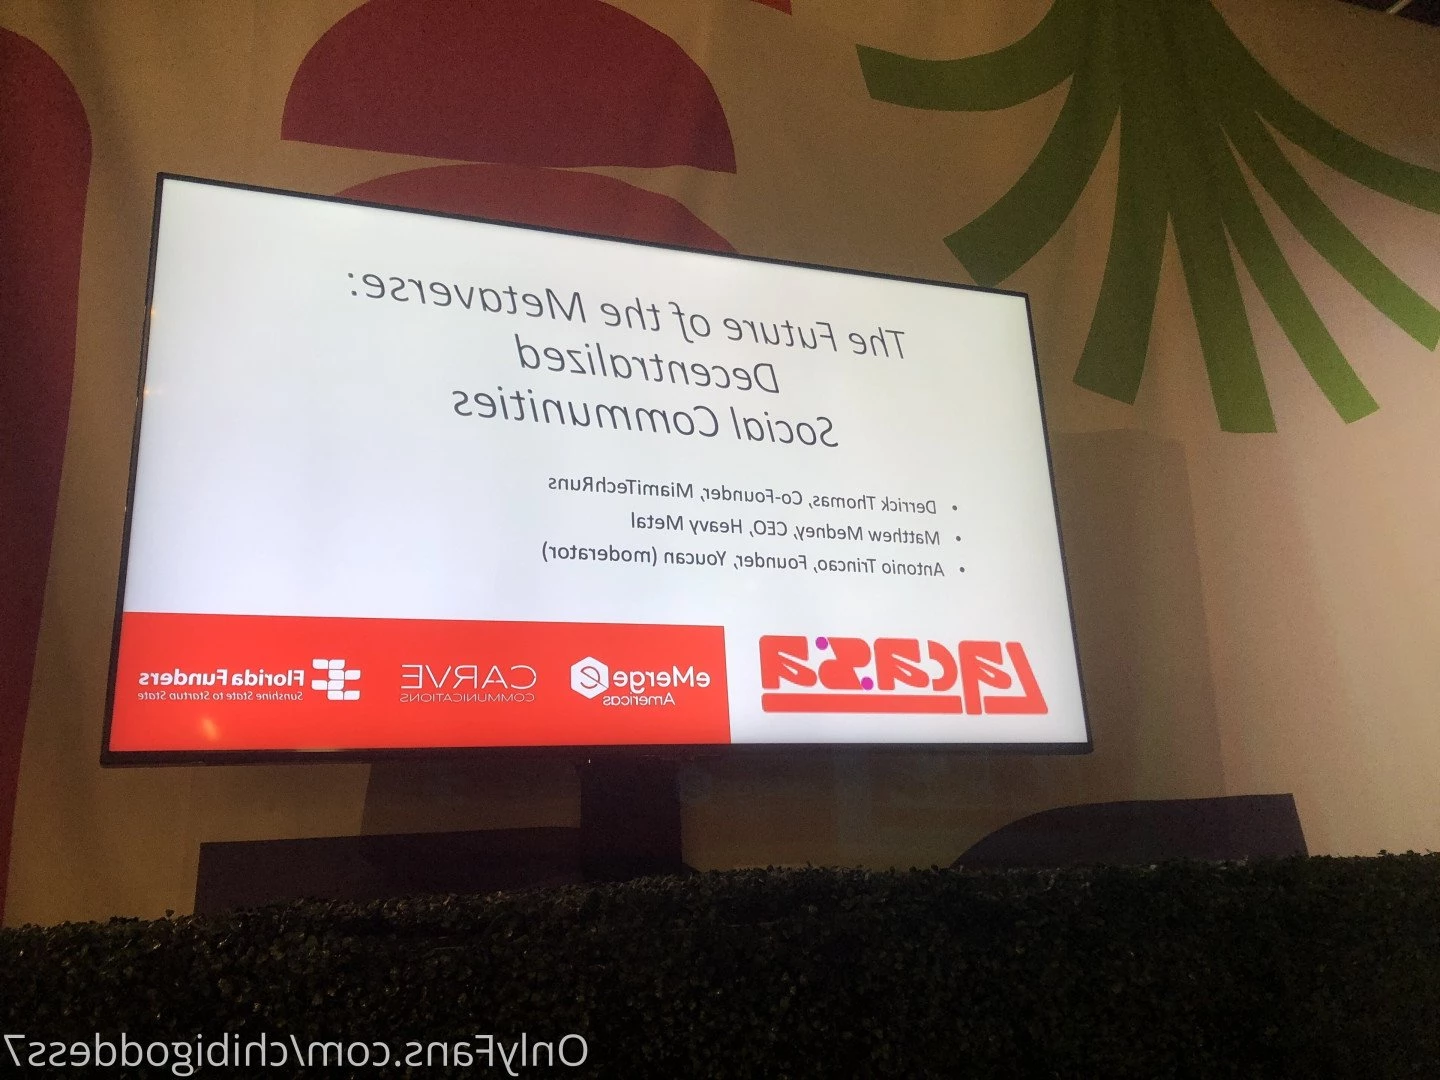 The Future of the Metaverse:
Decentralized
Social Communities
• Derrick Thomas, Co-Founder, MiamiTechRuns
• Matthew Medney, CEO, Heavy Metal
• Antonio Trincao, Founder, Youcan (moderator)
Lacasa
eMerge
Americas
CARVE
COMMUNICATIONS
Florida Funders
Sunshine State to Startup State
OnlyFans.com/chibigoddess7